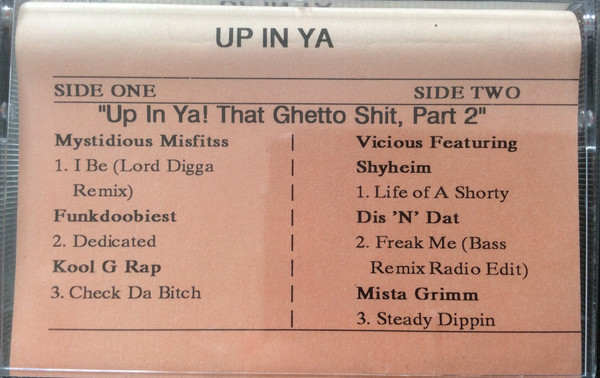 UP IN YA
SIDE ONE
SIDE TWO
"Up In Ya! That Ghetto Shit, Part 2"
Mystidious Misfitss
1. I Be (Lord Digga
Remix)
Funkdoobiest
2. Dedicated
Kool G Rap
3. Check Da Bitch
Vicious Featuring
Shyheim
1. Life of A Shorty
Dis 'N' Dat
2. Freak Me (Bass
Remix Radio Edit)
Mista Grimm
3. Steady Dippin